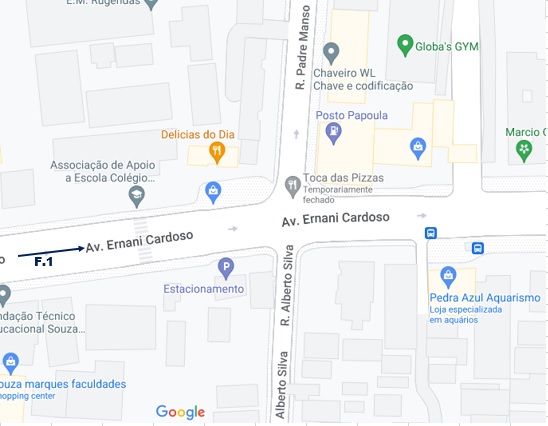 E.M. Rugendas
R. Padre Manso
Globa's GYM
Chaveiro WL
Chave e codificação
Posto Papoula
Delicias do Dia
Marcio C
Associação de Apoio
a Escola Colégio...
Toca das Pizzas
Temporariamente
fechado
Av. Ernani Cardoso
Av. Ernani Cardoso
o
F.1
P
Estacionamento
R. Alberto Silva
Pedra Azul Aquarismo
Loja especializada
em aquários
ndação Técnico
ucacional Souza...
ouza marques faculdades
hopping center
Alberto Silva
Google